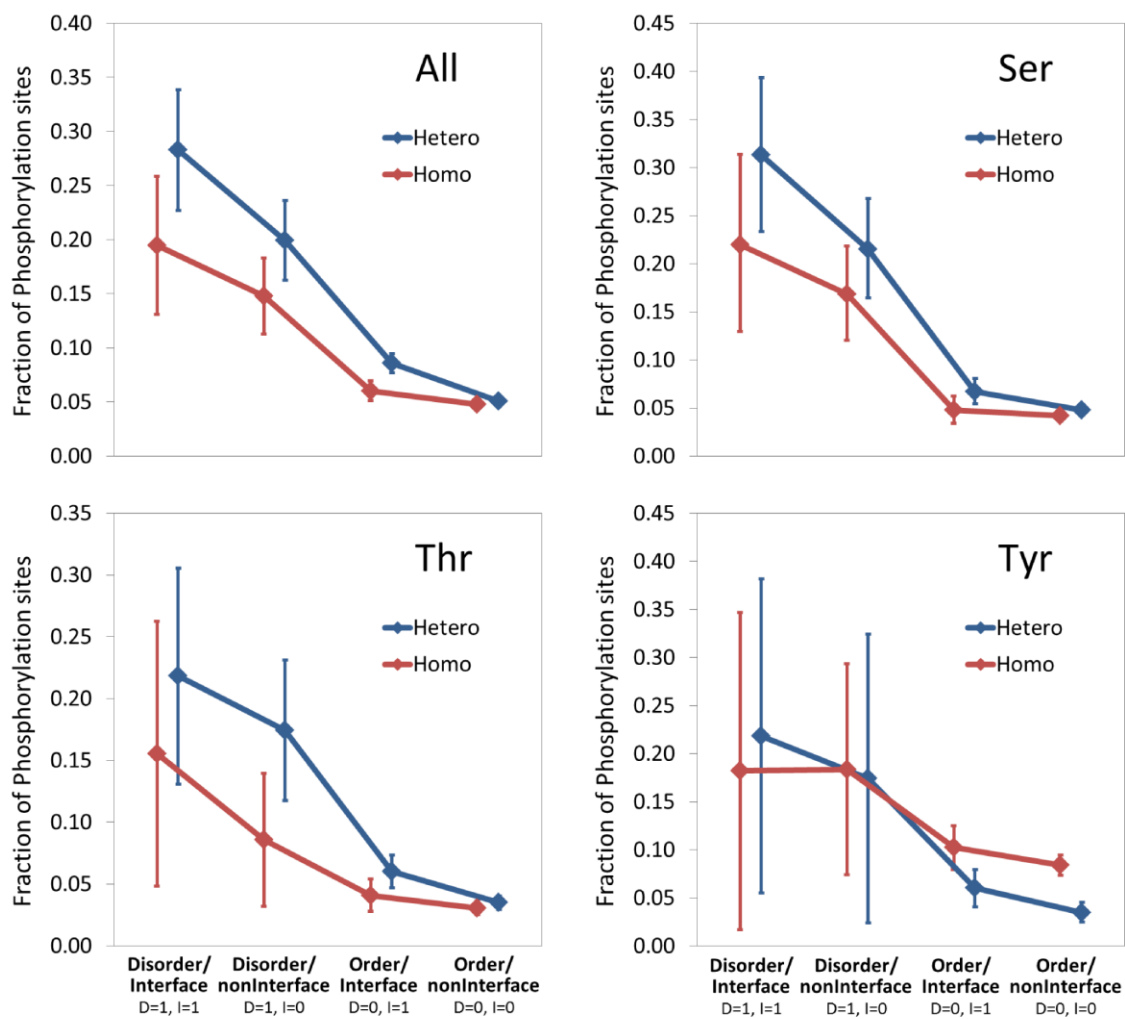 Fraction of Phosphorylation sites
0.40
0.35
0.30
0.25
0.20
0.15
0.10
0.05
0.00
All
Hetero
Homo
Fraction of Phosphorylation sites
0.45
0.40
0.35
0.30
0.25
0.20
0.15
0.10
0.05
0.00
Ser
Hetero
Homo
Fraction of Phosphorylation sites
0.35
0.30
0.25
0.20
0.15
0.10
0.05
0.00
Thr
Hetero
Homo
Disorder/ Disorder/ Order/ Order/
Interface nonInterface Interface nonInterface
D=1, I=1 D=1, I=0 D=0, I=1 D=0, I=0
Fraction of Phosphorylation sites
0.45
0.40
0.35
0.30
0.25
0.20
0.15
0.10
0.05
0.00
Tyr
Hetero
Homo
Disorder/ Disorder/ Order/ Order/
Interface nonInterface Interface nonInterface
D=1, I=1 D=1, I=0 D=0, I=1 D=0, I=0